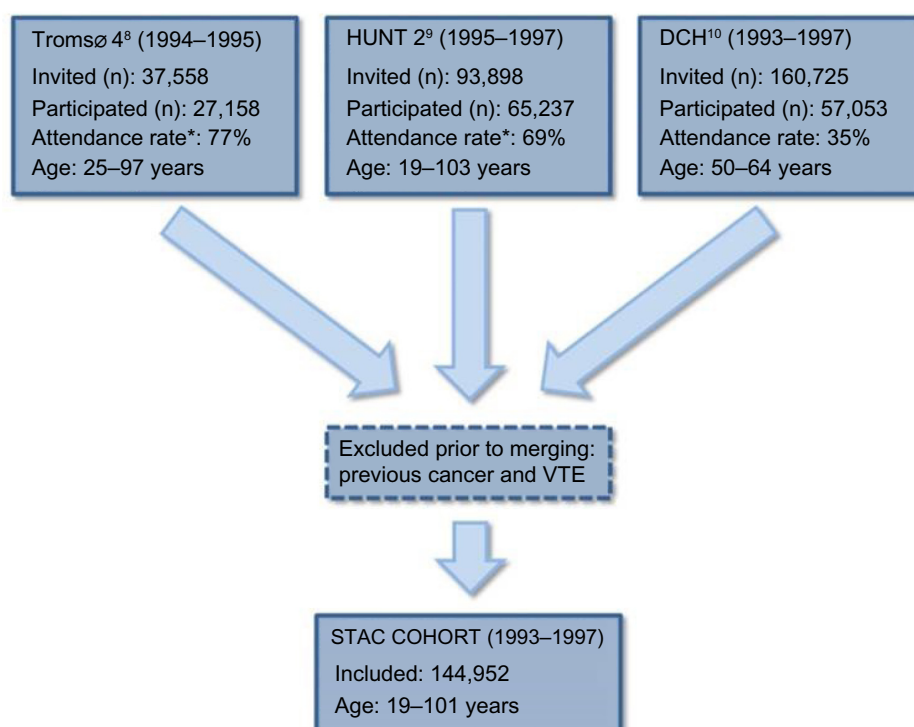 Tromsø 4⁸ (1994–1995)
Invited (n): 37,558
Participated (n): 27,158
Attendance rate*: 77%
Age: 25–97 years
HUNT 2⁹ (1995–1997)
Invited (n): 93,898
Participated (n): 65,237
Attendance rate*: 69%
Age: 19–103 years
DCH¹⁰ (1993–1997)
Invited (n): 160,725
Participated (n): 57,053
Attendance rate: 35%
Age: 50–64 years
Excluded prior to merging:
previous cancer and VTE
STAC COHORT (1993–1997)
Included: 144,952
Age: 19–101 years